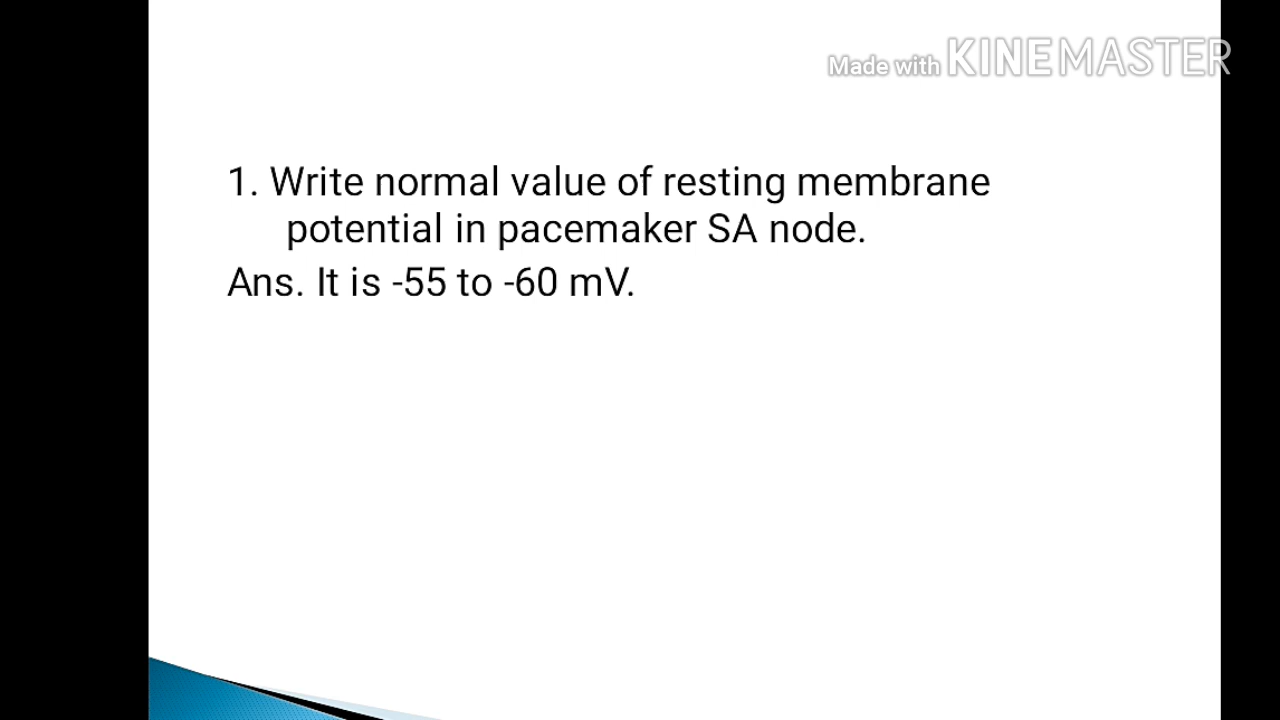 Made with KINEMASTER
1. Write normal value of resting membrane
potential in pacemaker SA node.
Ans. It is -55 to -60 mV.